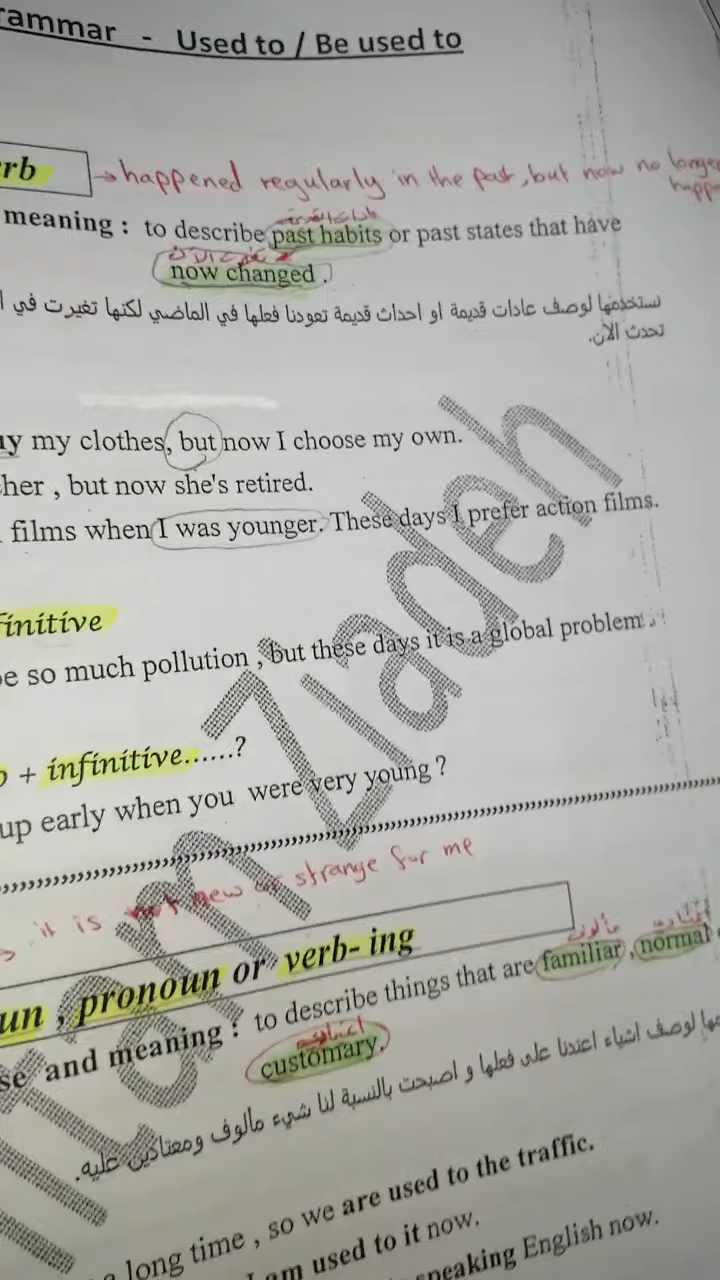 rammar - Used to / Be used to
rb → happened regularly in the past, but now no longer
happ
meaning : to describe past habits or past states that have
now changed .
نستخدمها لوصف عادات قديمة او احداث قديمة تعودنا فعلها في الماضي لكنها تغيرت في
تحدث الآن.
uy my clothes, but now I choose my own.
her , but now she's retired.
films when I was younger. These days I prefer action films.
finitive
e so much pollution , but these days it is a global problem .
+ infinitive......?
up early when you were very young ?
it is not new or strange for me
un , pronoun or verb- ing
se and meaning : to describe things that are familiar , normal
customary.
لوصف اشياء اعتدنا على فعلها و اصبحت بالنسبة لنا شيء مألوف ومعتادين عليه.
long time , so we are used to the traffic.
am used to it now.
speaking English now.
Ziadeh